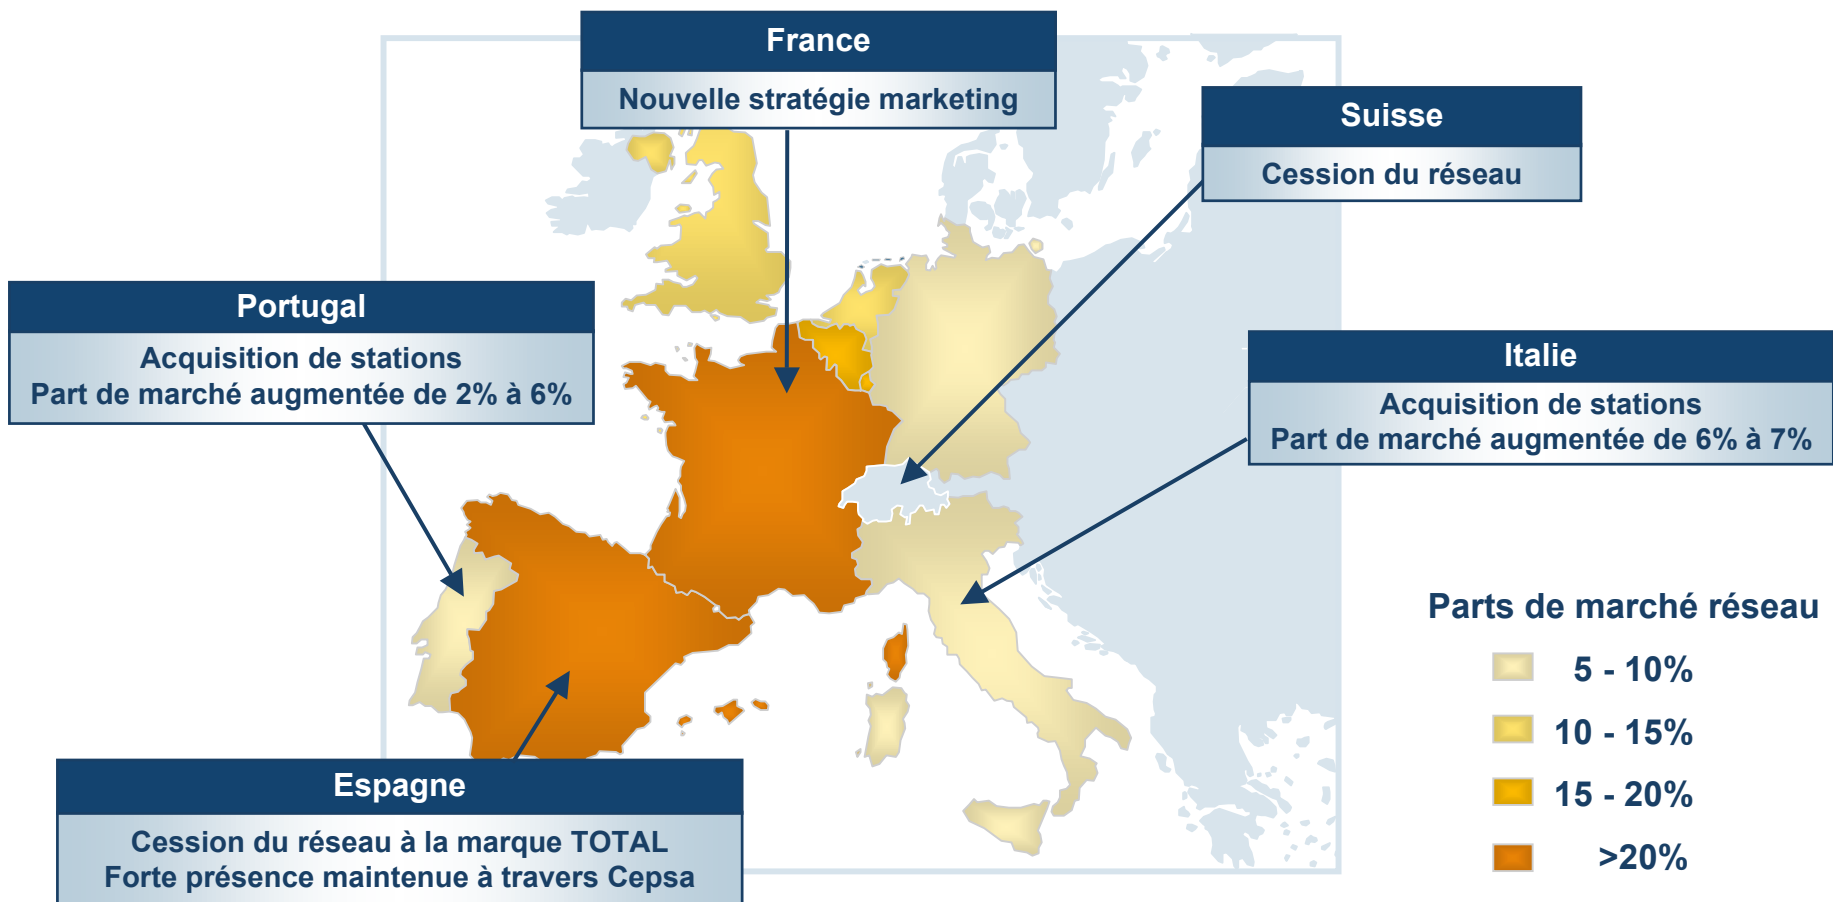 France
Nouvelle stratégie marketing
Suisse
Cession du réseau
Portugal
Acquisition de stations
Part de marché augmentée de 2% à 6%
Italie
Acquisition de stations
Part de marché augmentée de 6% à 7%
Espagne
Cession du réseau à la marque TOTAL
Forte présence maintenue à travers Cepsa
Parts de marché réseau
5 - 10%
10 - 15%
15 - 20%
>20%